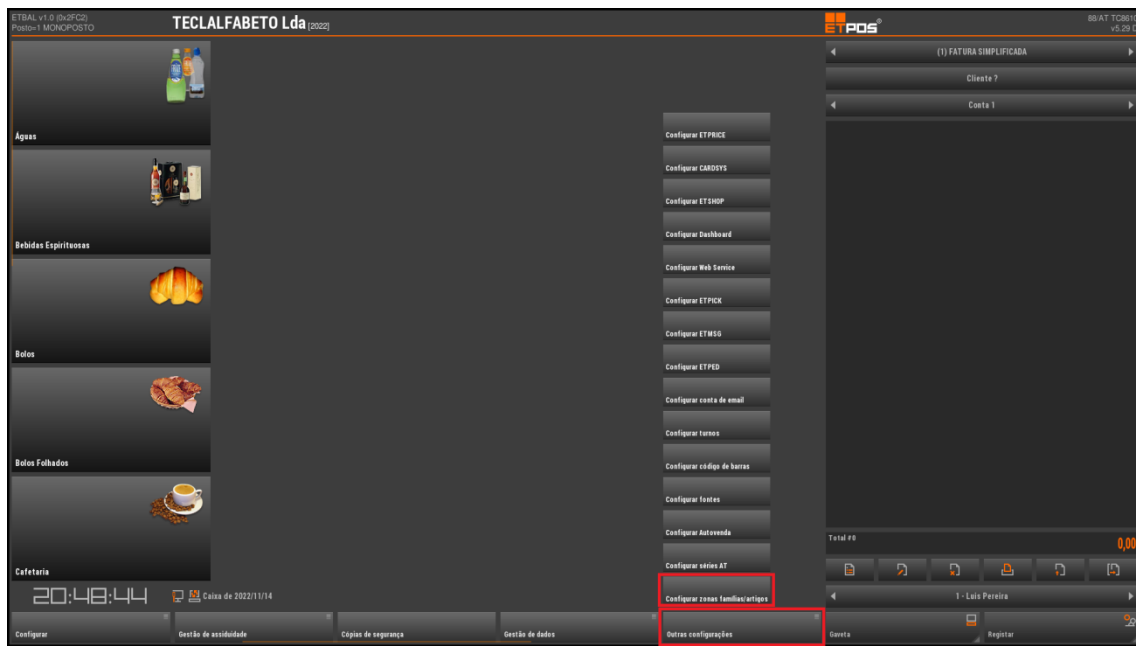 ETBAL v1.0 (0x2FC2)
Posto=1 MONOPOSTO
TECLALFABETO Lda [2022]
ETPOS®
88/AT TC8610
v5.29 D
(1) FATURA SIMPLIFICADA
Cliente ?
Conta 1
Águas
Bebidas Espirituosas
Bolos
Bolos Folhados
Cafetaria
Configurar ETPRICE
Configurar CARDSYS
Configurar ETSHOP
Configurar Dashboard
Configurar Web Service
Configurar ETPICK
Configurar ETMSG
Configurar ETPED
Configurar conta de email
Configurar turnos
Configurar código de barras
Configurar fontes
Configurar Autovenda
Configurar séries AT
Configurar zonas famílias/artigos
Total #0
0,00
20:48:44
Caixa de 2022/11/14
1 - Luis Pereira
Configurar
Gestão de assiduidade
Cópias de segurança
Gestão de dados
Outras configurações
Gaveta
Registar